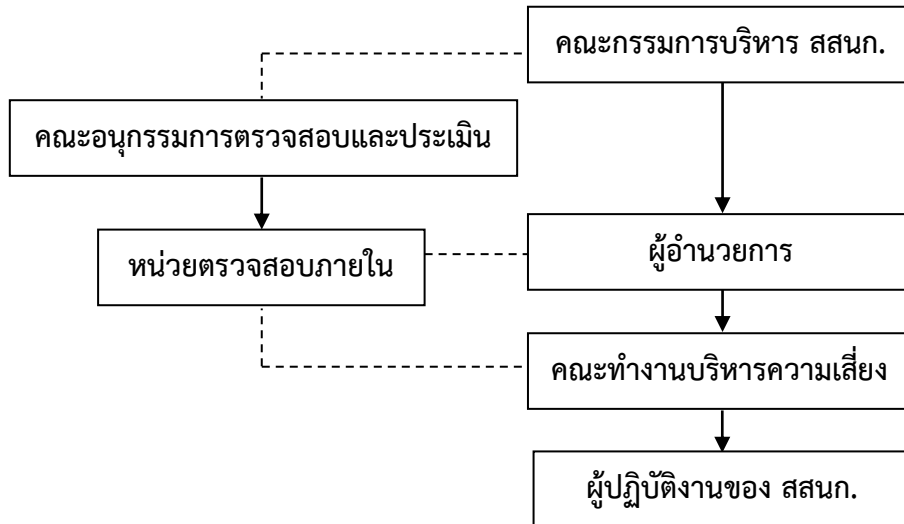 คณะกรรมการบริหาร สสนก.
คณะอนุกรรมการตรวจสอบและประเมิน
หน่วยตรวจสอบภายใน
ผู้อำนวยการ
คณะทำงานบริหารความเสี่ยง
ผู้ปฏิบัติงานของ สสนก.